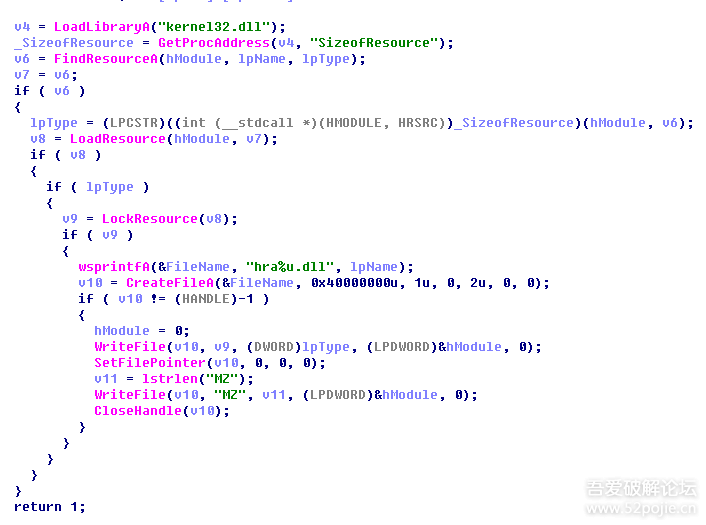 v4 = LoadLibraryA("kernel32.dll");
_SizeofResource = GetProcAddress(v4, "SizeofResource");
v6 = FindResourceA(hModule, lpName, lpType);
v7 = v6;
if ( v6 )
{
  lpType = (LPCSTR)((int (__stdcall *)(HMODULE, HRSRC))_SizeofResource)(hModule, v6);
  v8 = LoadResource(hModule, v7);
  if ( v8 )
  {
    if ( lpType )
    {
      v9 = LockResource(v8);
      if ( v9 )
      {
        wsprintfA(&FileName, "hra%u.dll", lpName);
        v10 = CreateFileA(&FileName, 0x40000000u, 1u, 0, 2u, 0, 0);
        if ( v10 != (HANDLE)-1 )
        {
          hModule = 0;
          WriteFile(v10, v9, (DWORD)lpType, (LPDWORD)&hModule, 0);
          SetFilePointer(v10, 0, 0, 0);
          v11 = lstrlen("MZ");
          WriteFile(v10, "MZ", v11, (LPDWORD)&hModule, 0);
          CloseHandle(v10);
        }
      }
    }
  }
}
return 1;
吾爱破解论坛
www.52pojie.cn